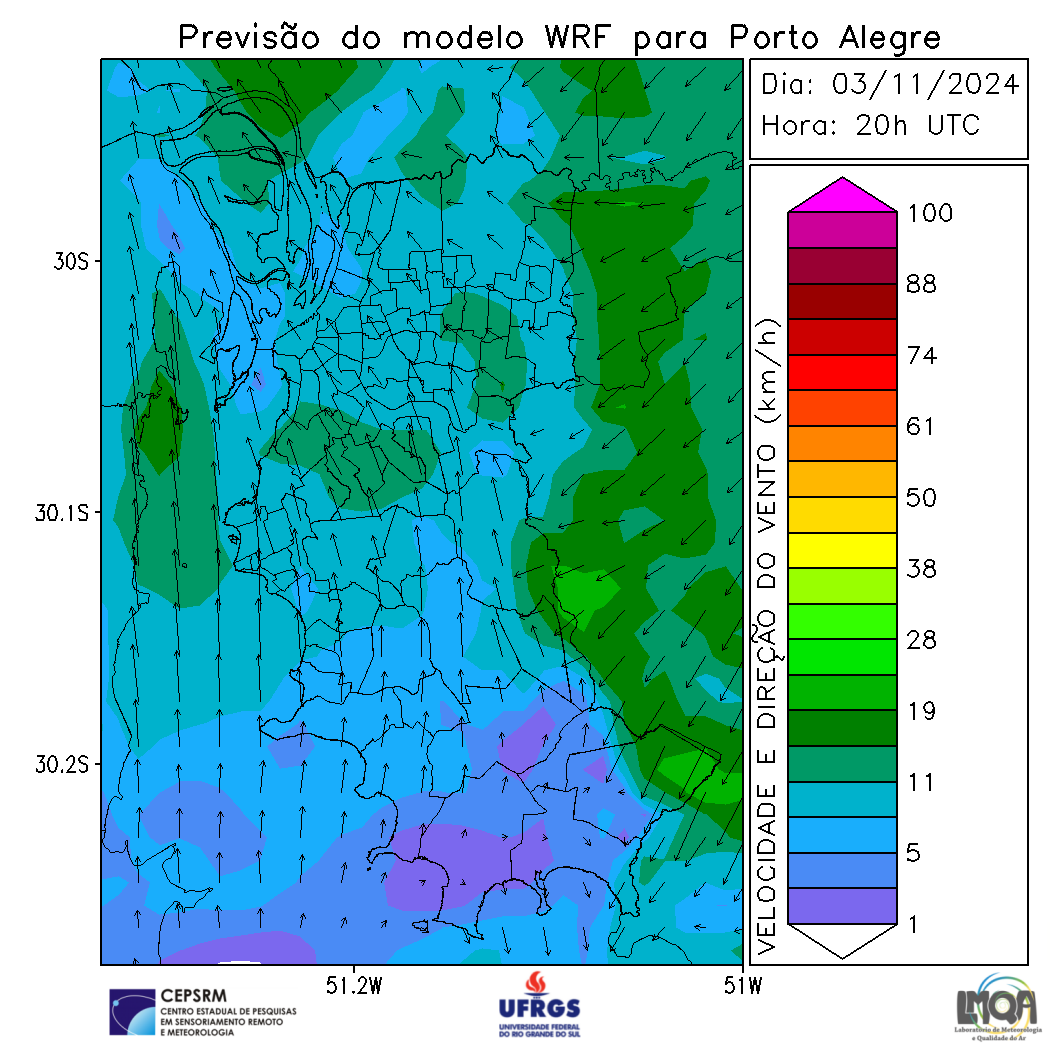 Previsão do modelo WRF para Porto Alegre
Dia: 03/11/2024
Hora: 20h UTC
30S
30.1S
30.2S
51.2W
51W
VELOCIDADE E DIREÇÃO DO VENTO (km/h)
100
88
74
61
50
38
28
19
11
5
1
CEPSRM
CENTRO ESTADUAL DE PESQUISAS
EM SENSORIAMENTO REMOTO
E METEOROLOGIA
UFRGS
UNIVERSIDADE FEDERAL
DO RIO GRANDE DO SUL
LMQA
Laboratório de Meteorologia
e Qualidade do Ar